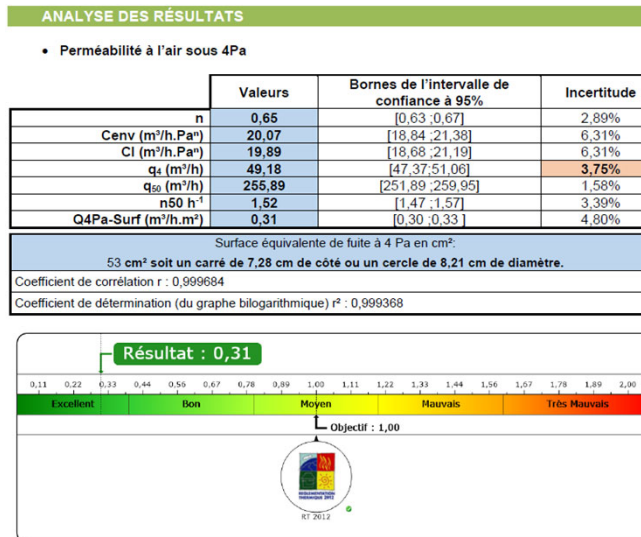 ANALYSE DES RÉSULTATS
• Perméabilité à l'air sous 4Pa
Valeurs Bornes de l'intervalle de confiance à 95% Incertitude
n 0,65 [0,63 ;0,67] 2,89%
Cenv (m³/h.Paⁿ) 20,07 [18,84 ;21,38] 6,31%
Cl (m³/h.Paⁿ) 19,89 [18,68 ;21,19] 6,31%
q₄ (m³/h) 49,18 [47,37;51,06] 3,75%
q₅₀ (m³/h) 255,89 [251,89 ;259,95] 1,58%
n50 h⁻¹ 1,52 [1,47 ;1,57] 3,39%
Q4Pa-Surf (m³/h.m²) 0,31 [0,30 ;0,33 ] 4,80%
Surface équivalente de fuite à 4 Pa en cm²:
53 cm² soit un carré de 7,28 cm de côté ou un cercle de 8,21 cm de diamètre.
Coefficient de corrélation r : 0,999684
Coefficient de détermination (du graphe bilogarithmique) r² : 0,999368
Résultat : 0,31
0,11 0,22 0,33 0,44 0,56 0,67 0,78 0,89 1,00 1,11 1,22 1,33 1,44 1,56 1,67 1,78 1,89 2,00
Excellent Bon Moyen Mauvais Très Mauvais
Objectif : 1,00
RÉGLEMENTATION
THERMIQUE 2012
RT 2012